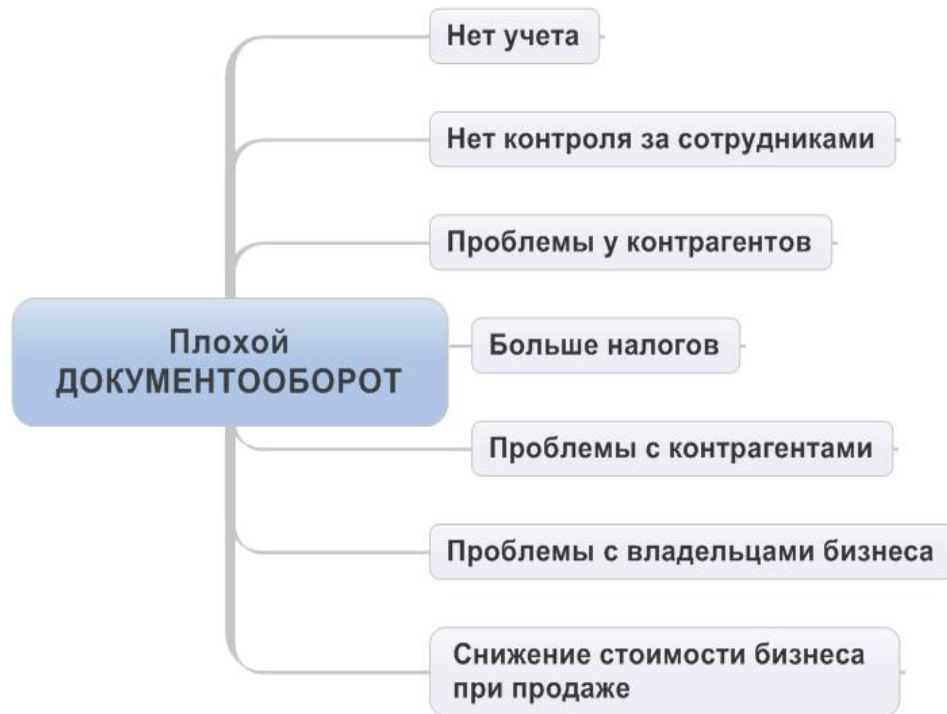 Нет учета
Нет контроля за сотрудниками
Проблемы у контрагентов
Плохой
ДОКУМЕНТООБОРОТ
Больше налогов
Проблемы с контрагентами
Проблемы с владельцами бизнеса
Снижение стоимости бизнеса
при продаже